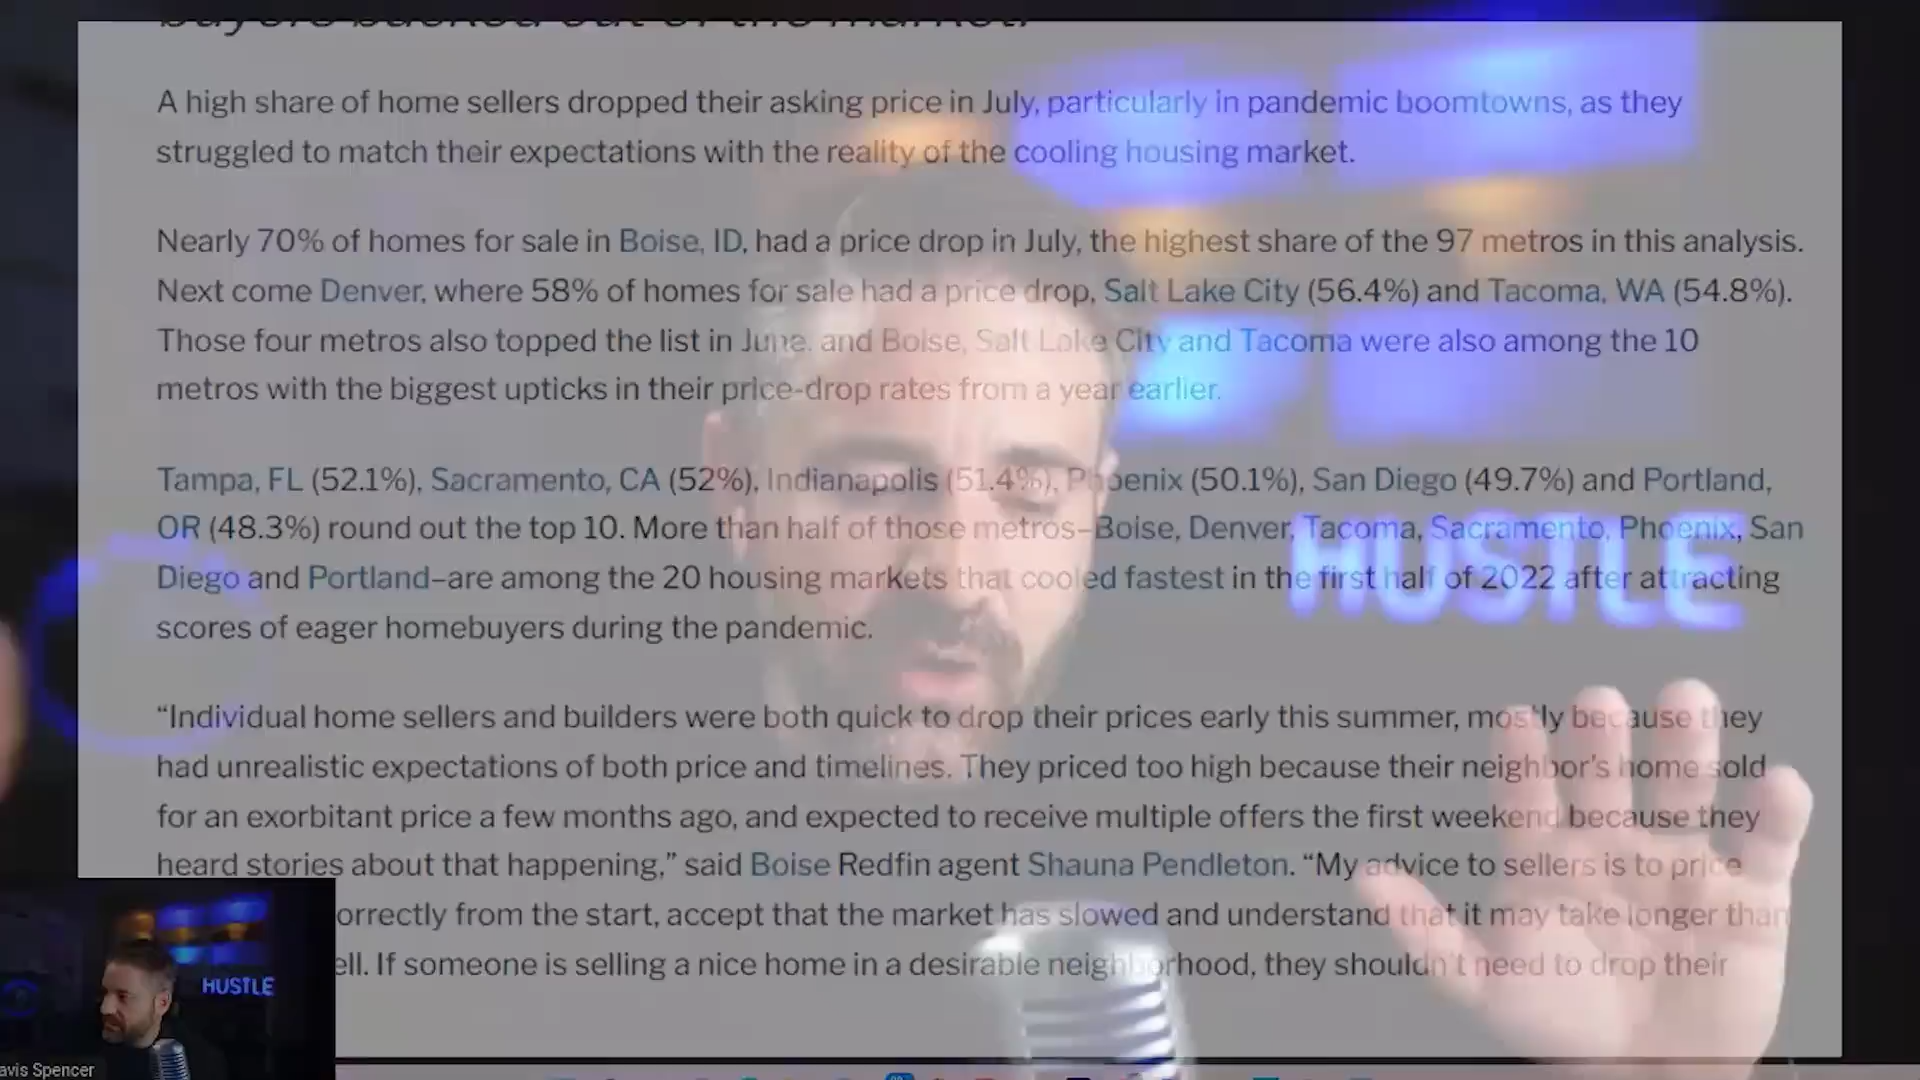 buyers backed out of the market.
A high share of home sellers dropped their asking price in July, particularly in pandemic boomtowns, as they
struggled to match their expectations with the reality of the cooling housing market.
Nearly 70% of homes for sale in Boise, ID, had a price drop in July, the highest share of the 97 metros in this analysis.
Next come Denver, where 58% of homes for sale had a price drop, Salt Lake City (56.4%) and Tacoma, WA (54.8%).
Those four metros also topped the list in June, and Boise, Salt Lake City and Tacoma were also among the 10
metros with the biggest upticks in their price-drop rates from a year earlier.
Tampa, FL (52.1%), Sacramento, CA (52%), Indianapolis (51.4%), Phoenix (50.1%), San Diego (49.7%) and Portland,
OR (48.3%) round out the top 10. More than half of those metros–Boise, Denver, Tacoma, Sacramento, Phoenix, San
Diego and Portland–are among the 20 housing markets that cooled fastest in the first half of 2022 after attracting
scores of eager homebuyers during the pandemic.
“Individual home sellers and builders were both quick to drop their prices early this summer, mostly because they
had unrealistic expectations of both price and timelines. They priced too high because their neighbor’s home sold
for an exorbitant price a few months ago, and expected to receive multiple offers the first weekend because they
heard stories about that happening,” said Boise Redfin agent Shauna Pendleton. “My advice to sellers is to price
orrectly from the start, accept that the market has slowed and understand that it may take longer than
ell. If someone is selling a nice home in a desirable neighborhood, they shouldn’t need to drop their
HUSTLE
HUSTLE
avis Spencer